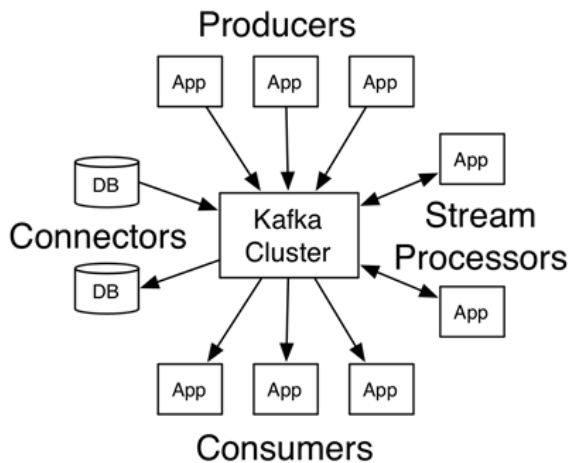 Producers
App
App
App
DB
App
Kafka
Cluster
Connectors
Stream
Processors
DB
App
App
App
App
Consumers